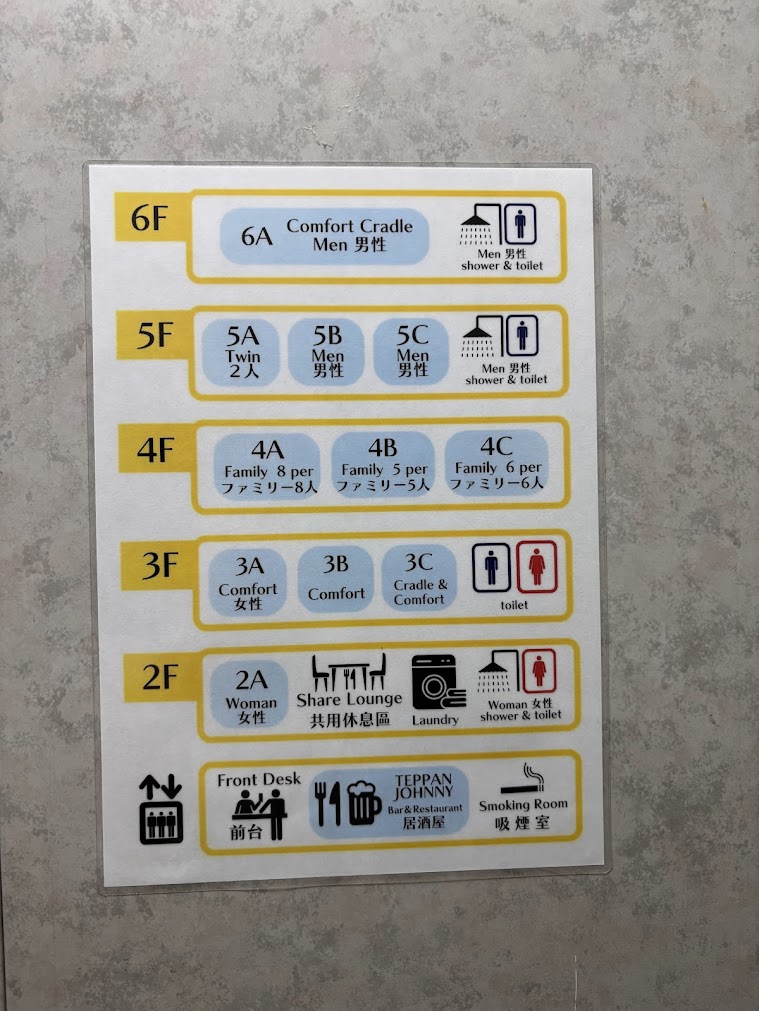 6F
6A
Comfort Cradle
Men 男性
Men 男性
shower & toilet
5F
5A
Twin
2人
5B
Men
男性
5C
Men
男性
Men 男性
shower & toilet
4F
4A
Family 8 per
ファミリー8人
4B
Family 5 per
ファミリー5人
4C
Family 6 per
ファミリー6人
3F
3A
Comfort
女性
3B
Comfort
3C
Cradle &
Comfort
toilet
2F
2A
Woman
女性
Share Lounge
共用休息區
Laundry
Woman 女性
shower & toilet
Front Desk
前台
TEPPAN
JOHNNY
Bar&Restaurant
居酒屋
Smoking Room
吸煙室